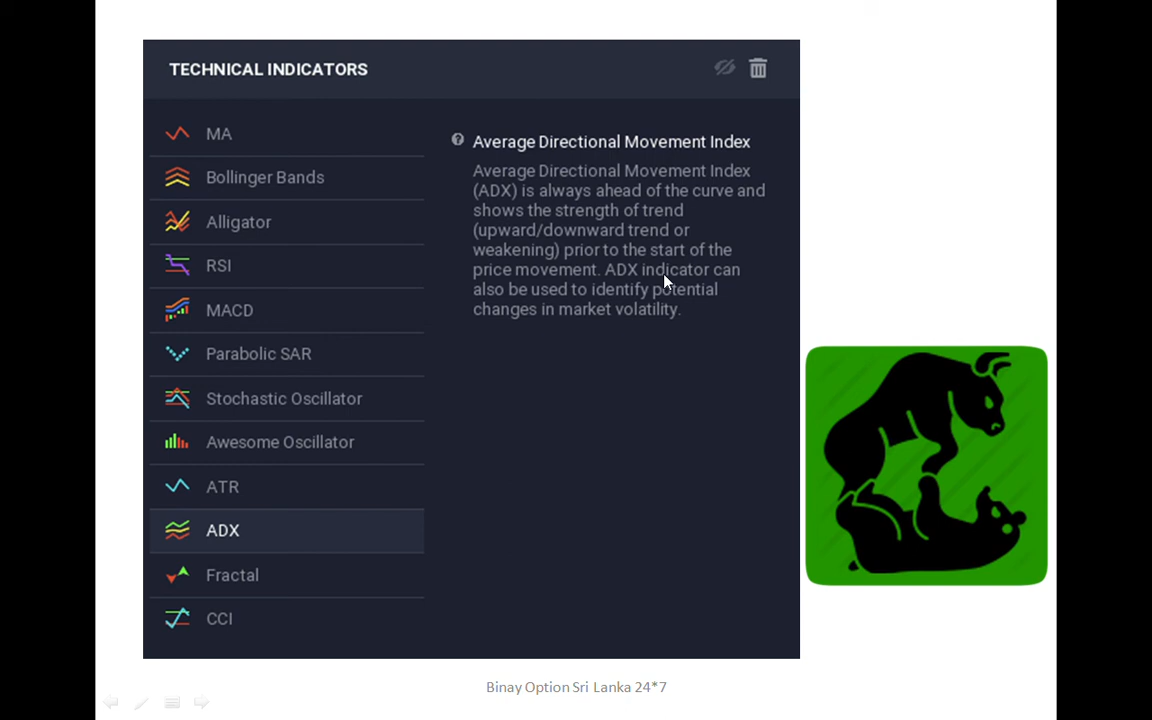 TECHNICAL INDICATORS
MA
Bollinger Bands
Alligator
RSI
MACD
Parabolic SAR
Stochastic Oscillator
Awesome Oscillator
ATR
ADX
Fractal
CCI
Average Directional Movement Index
Average Directional Movement Index
(ADX) is always ahead of the curve and
shows the strength of trend
(upward/downward trend or
weakening) prior to the start of the
price movement. ADX indicator can
also be used to identify potential
changes in market volatility.
Binay Option Sri Lanka 24*7